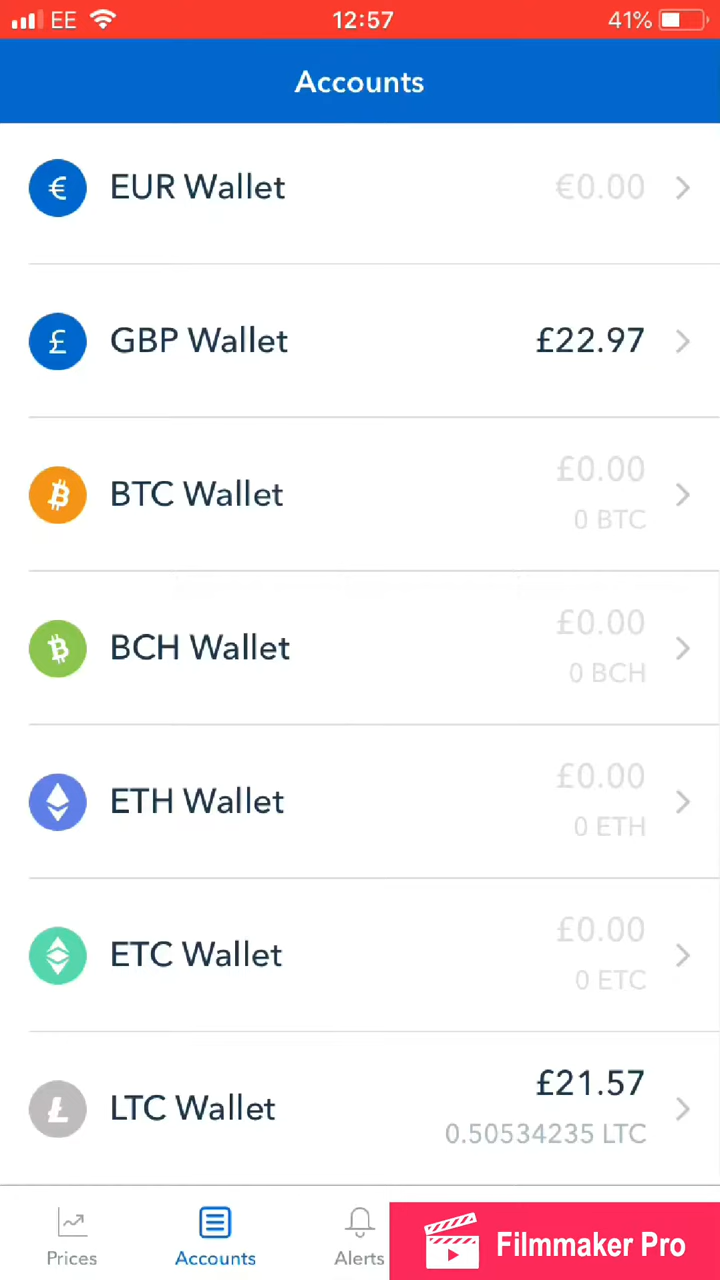 EE 12:57 41%
Accounts
€ EUR Wallet €0.00
£ GBP Wallet £22.97
BTC Wallet £0.00
0 BTC
BCH Wallet £0.00
0 BCH
ETH Wallet £0.00
0 ETH
ETC Wallet £0.00
0 ETC
LTC Wallet £21.57
0.50534235 LTC
Prices Accounts Alerts
Filmmaker Pro